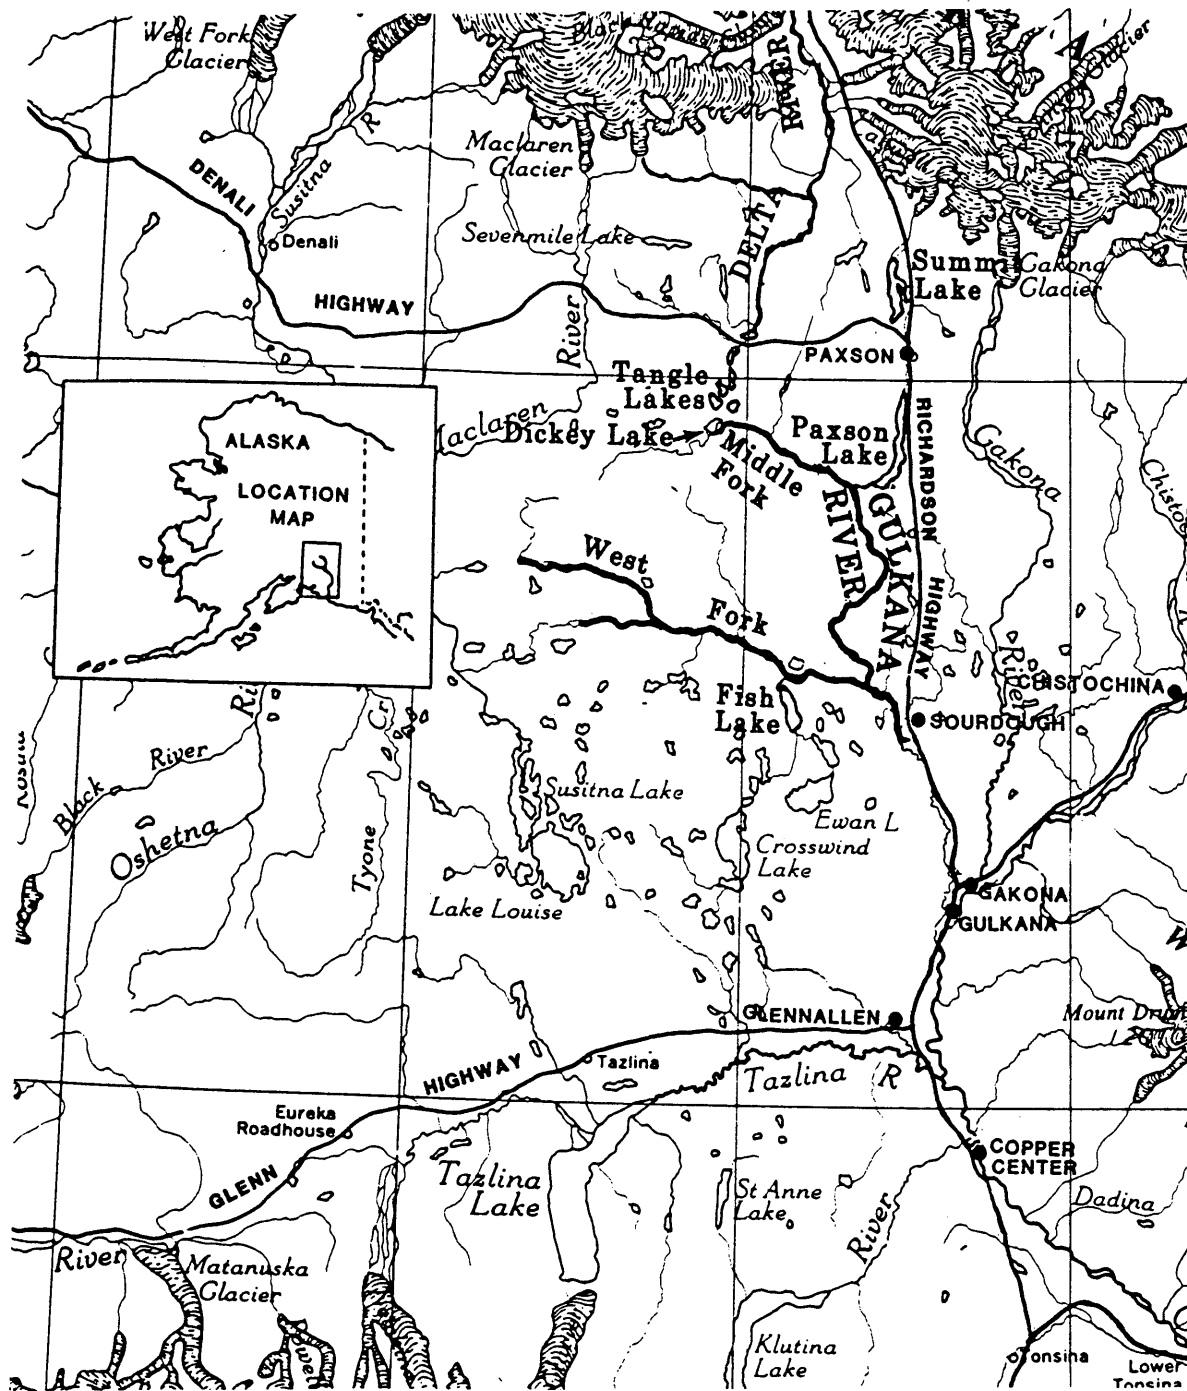 West Fork
Glacier
Susitna
R
Maclaren
Glacier
RIVER
DELTA
Glacier
Gakona
Glacier
Summit
Lake
DENALI
HIGHWAY
Denali
Sevenmile Lake
River
PAXSON
Tangle
Lakes
Maclaren
Dickey Lake
Middle
Fork
Paxson
Lake
RICHARDSON
HIGHWAY
GULKANA
RIVER
Gakona
River
ALASKA
LOCATION
MAP
West
Fork
Fish
Lake
CHISTOCHINA
SOURDOUGH
Black
River
Oshetna
Tyone
Cr
Susitna Lake
Ewan L
Crosswind
Lake
Lake Louise
GAKONA
GULKANA
GLENNALLEN
Mount Drum
HIGHWAY
Tazlina
Tazlina R
Eureka
Roadhouse
GLENN
Tazlina
Lake
St Anne
Lake
COPPER
CENTER
Dadina
River
River
Matanuska
Glacier
Klutina
Lake
Tonsina
Lower
Tonsina